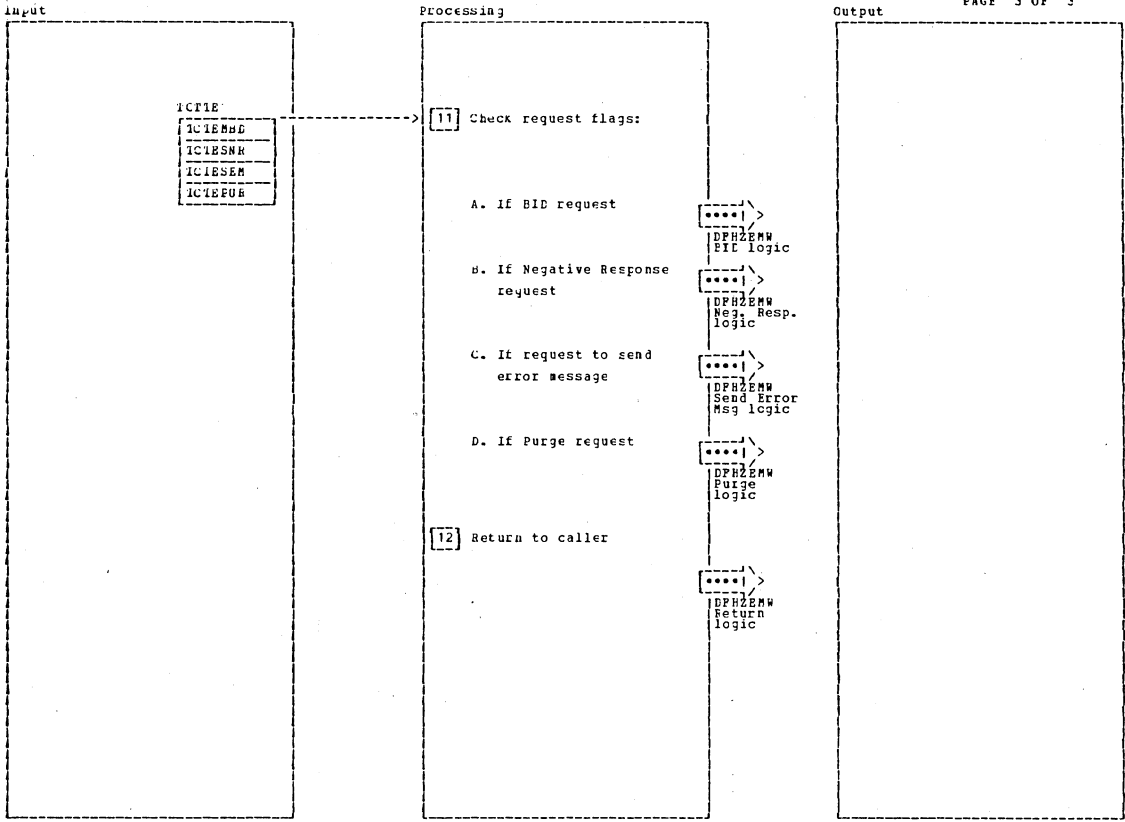 Input
Processing
Output
PAGE 3 OF 3
TCTTE
TCTEMBD
TCTESNR
TCTESEM
TCTEPUR
11 Check request flags:
A. If BID request
DFHZEMW
BID logic
B. If Negative Response
request
DFHZEMW
Neg. Resp.
logic
C. If request to send
error message
DFHZEMW
Send Error
Msg logic
D. If Purge request
DFHZEMW
Purge
logic
12 Return to caller
DFHZEMW
Return
logic